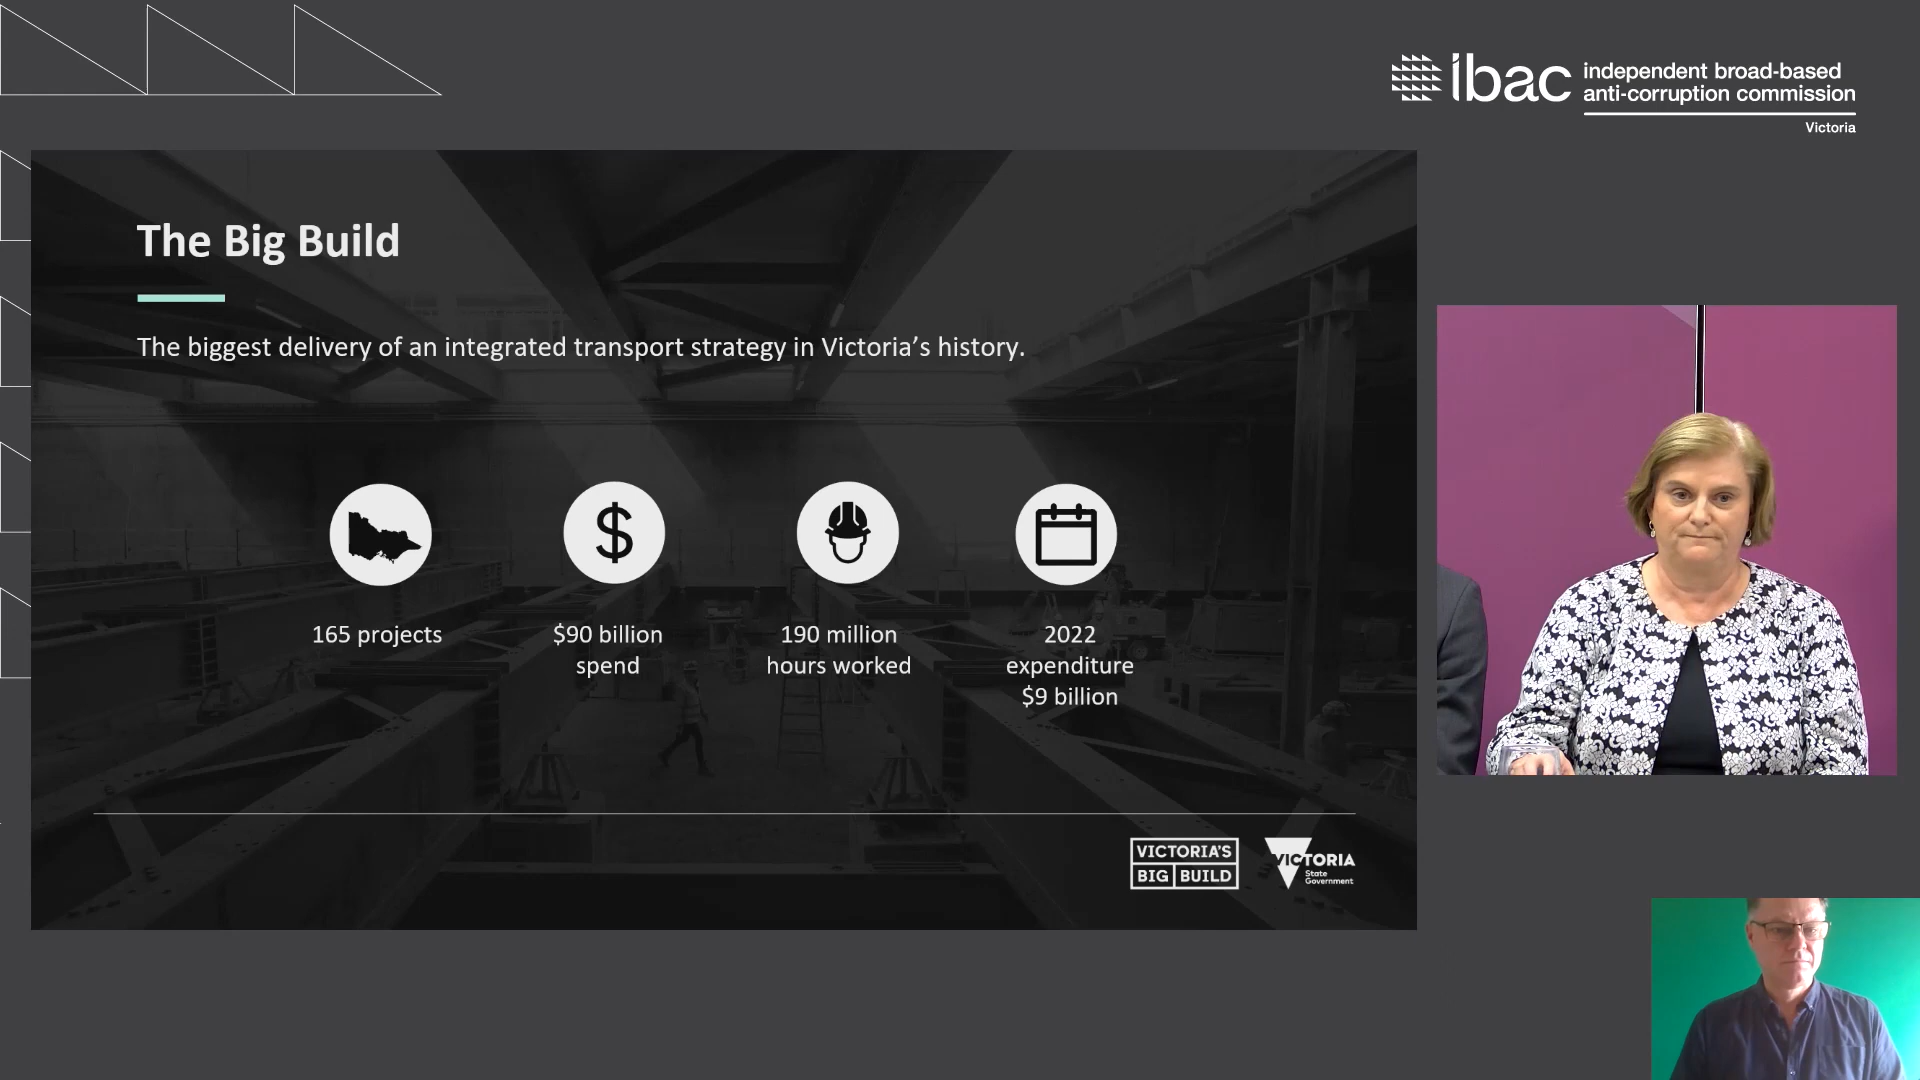 ibac
independent broad-based
anti-corruption commission
Victoria
The Big Build
The biggest delivery of an integrated transport strategy in Victoria’s history.
165 projects
$90 billion
spend
190 million
hours worked
2022
expenditure
$9 billion
VICTORIA'S
BIG BUILD
VICTORIA
State
Government